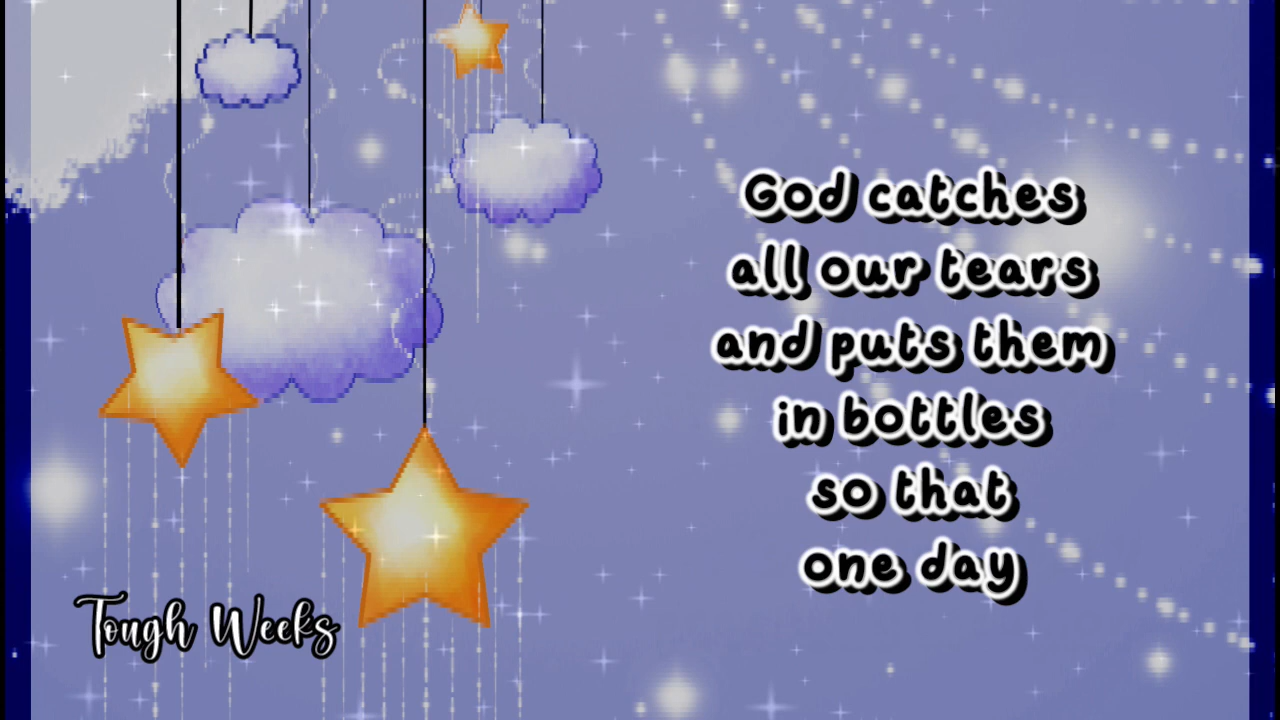 God catches
all our tears
and puts them
in bottles
so that
one day
Tough Weeks